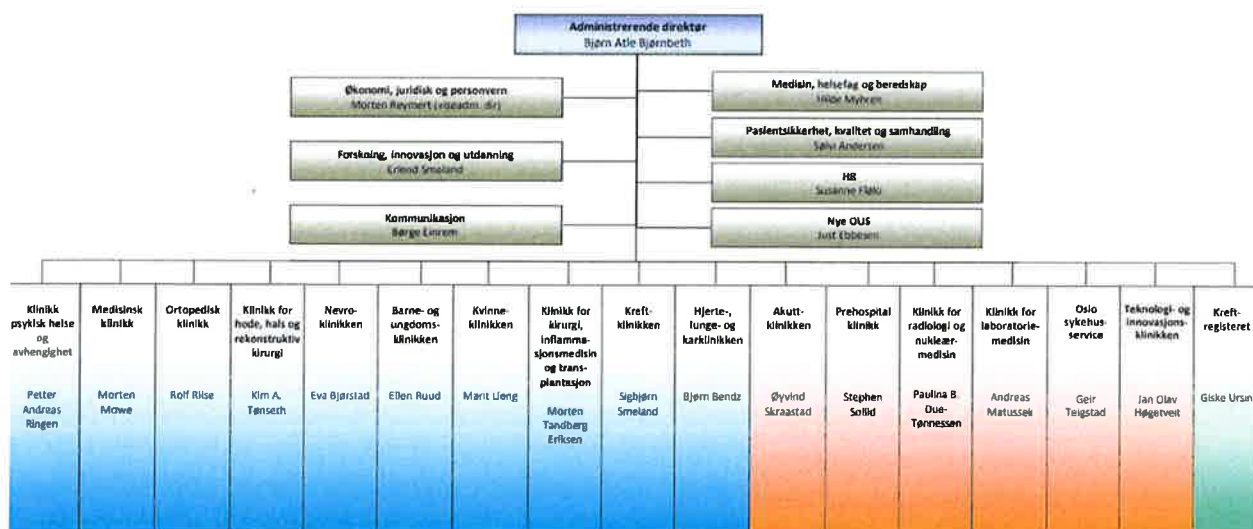 Administrerende direktør
Bjørn Atle Bjørnbeth
Økonomi, juridisk og personvern
Morten Reymert (viseadm. dir)
Forskning, innovasjon og utdanning
Erlend Smeland
Kommunikasjon
Børge Einrem
Medisin, helsefag og beredskap
Hilde Myhren
Pasientsikkerhet, kvalitet og samhandling
Sølvi Andersen
HR
Susanne Flølo
Nye OUS
Just Ebbesen
Klinikk
psykisk helse
og
avhengighet
Petter
Andreas
Ringen
Medisinsk
klinikk
Morten
Mowe
Ortopedisk
klinikk
Rolf Riise
Klinikk for
hode, hals og
rekonstruktiv
kirurgi
Kim A.
Tønseth
Nevro-
klinikken
Eva Bjørstad
Barne- og
ungdoms-
klinikken
Ellen Ruud
Kvinne-
klinikken
Marit Lieng
Klinikk for
kirurgi,
inflamma-
sjonsmedisin
og trans-
plantasjon
Morten
Tandberg
Eriksen
Kreft-
klinikken
Sigbjørn
Smeland
Hjerte-,
lunge- og
karklinikken
Bjørn Bendz
Akutt-
klinikken
Øyvind
Skraastad
Prehospital
klinikk
Stephen
Sollid
Klinikk for
radiologi og
nukleær-
medisin
Paulina B.
Due-
Tønnessen
Klinikk for
laboratorie-
medisin
Andreas
Matussek
Oslo
sykehus-
service
Geir
Teigstad
Teknologi- og
innovasjons-
klinikken
Jan Olav
Høgetveit
Kreft-
registeret
Giske Ursin